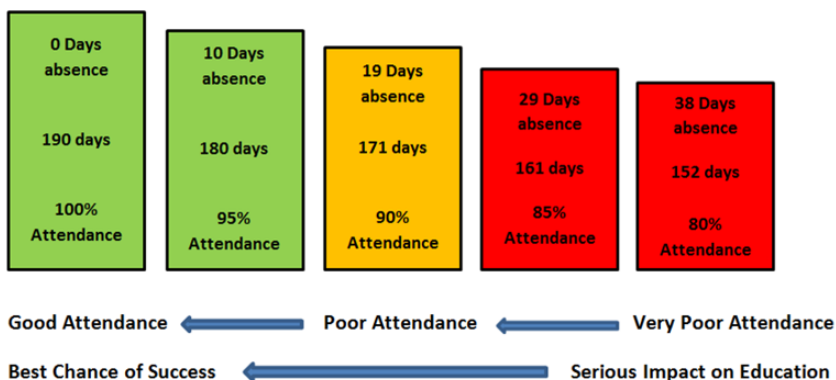 0 Days
absence
190 days
100%
Attendance
10 Days
absence
180 days
95%
Attendance
19 Days
absence
171 days
90%
Attendance
29 Days
absence
161 days
85%
Attendance
38 Days
absence
152 days
80%
Attendance
Good Attendance
Poor Attendance
Very Poor Attendance
Best Chance of Success
Serious Impact on Education